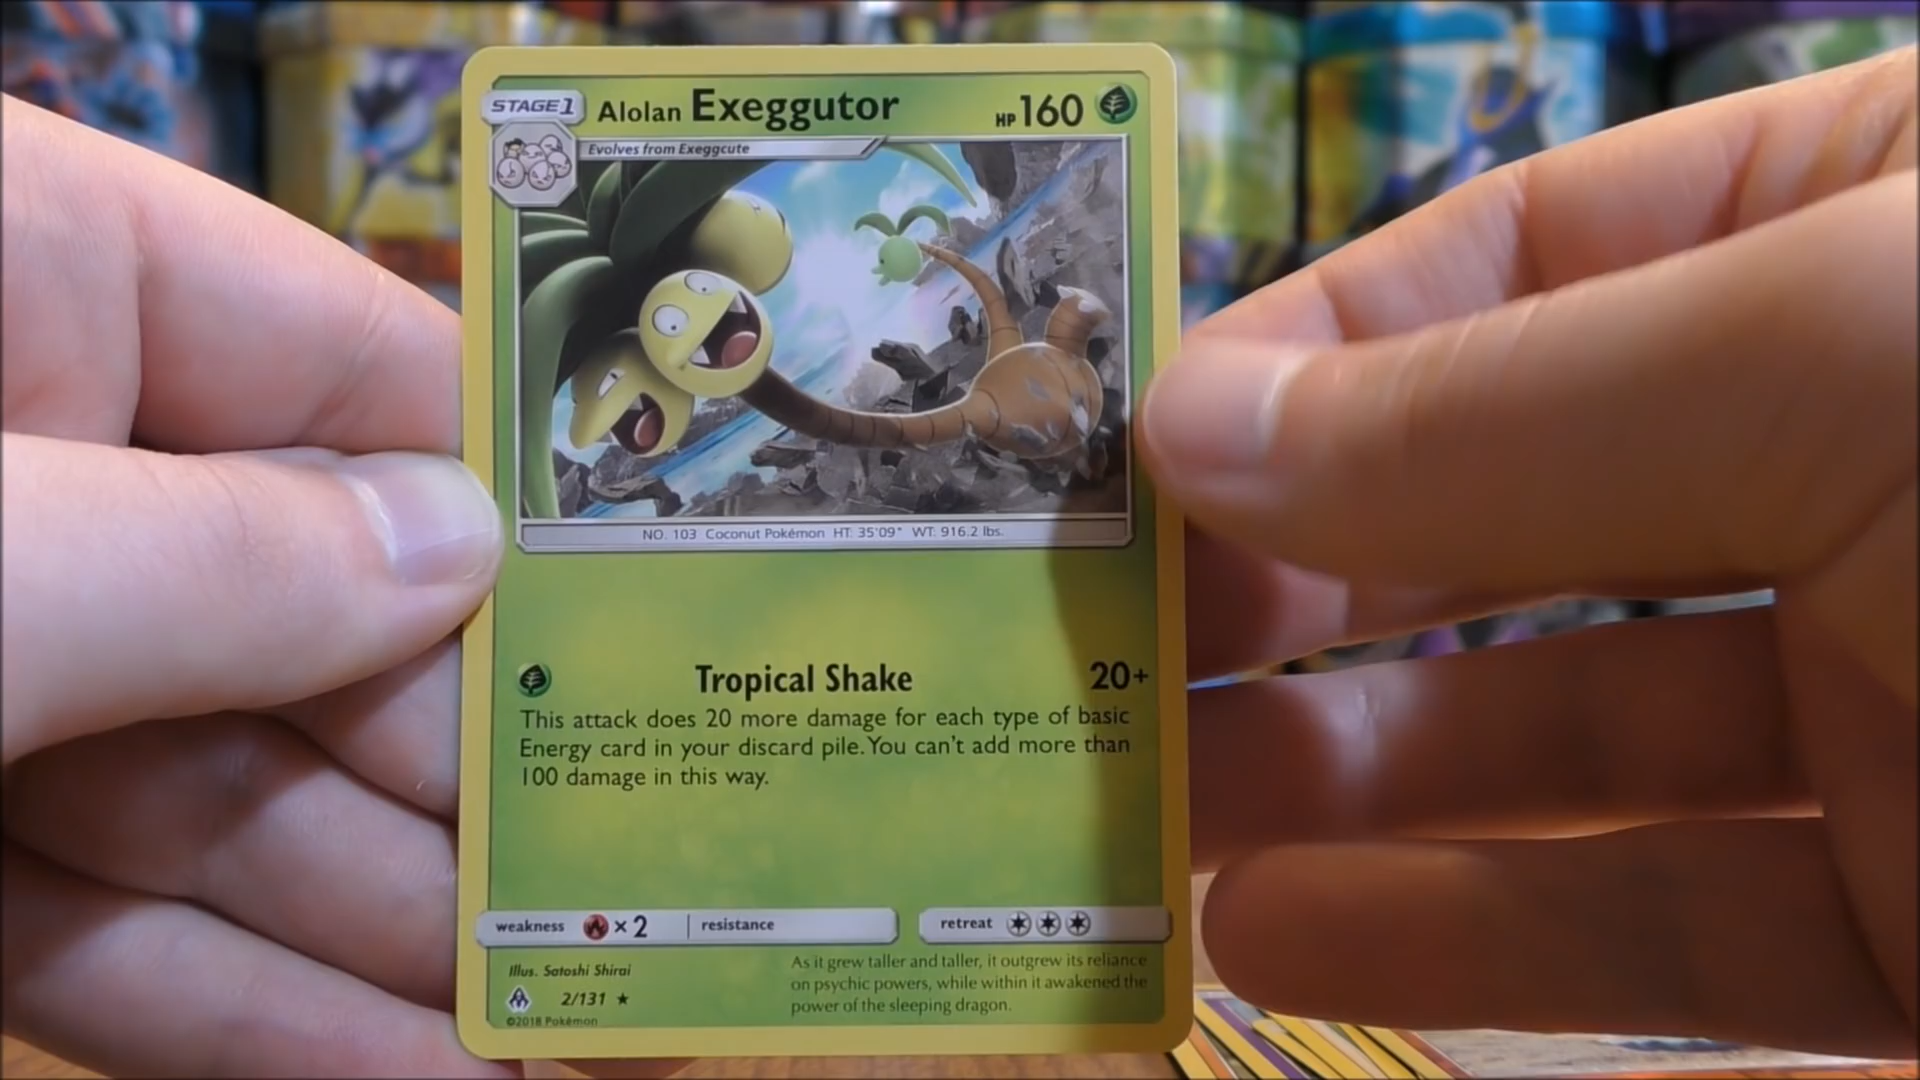 STAGE1 Alolan Exeggutor HP160
Evolves from Exeggcute
NO. 103 Coconut Pokémon HT: 35'09" WT: 916.2 lbs.
Tropical Shake 20+
This attack does 20 more damage for each type of basic
Energy card in your discard pile. You can't add more than
100 damage in this way.
weakness ×2 resistance retreat
Illus. Satoshi Shirai
2/131 ★
©2018 Pokémon
As it grew taller and taller, it outgrew its reliance
on psychic powers, while within it awakened the
power of the sleeping dragon.